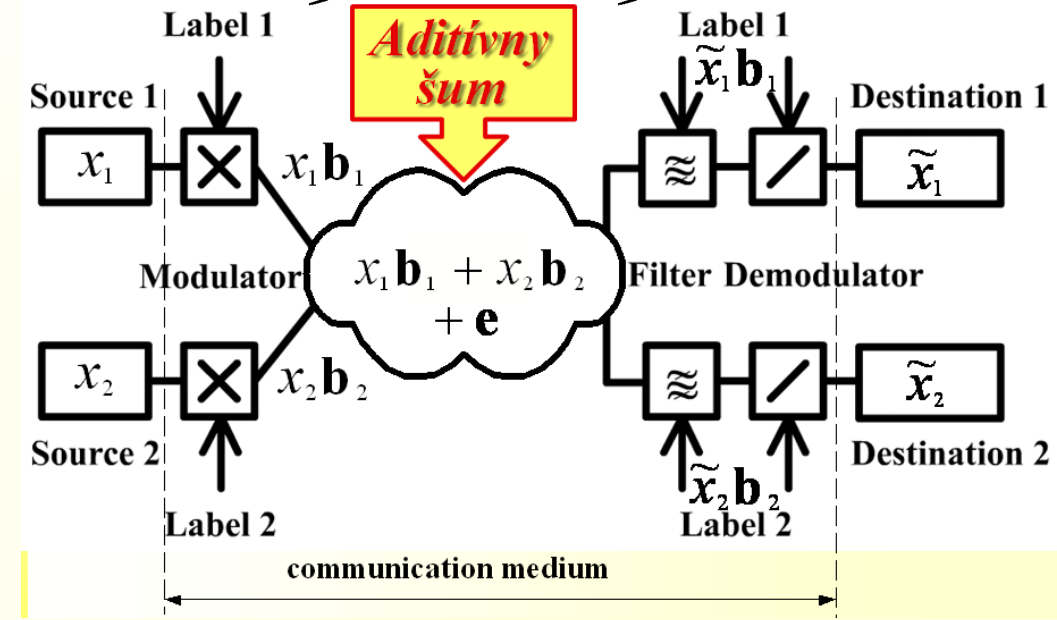 Label 1
Aditívny
šum
Label 1
x̃₁b₁
Source 1
Destination 1
x₁
x₁b₁
x̃₁
Modulator
x₁b₁ + x₂b₂
+ e
Filter Demodulator
x₂
x₂b₂
x̃₂
Source 2
Destination 2
x̃₂b₂
Label 2
Label 2
communication medium